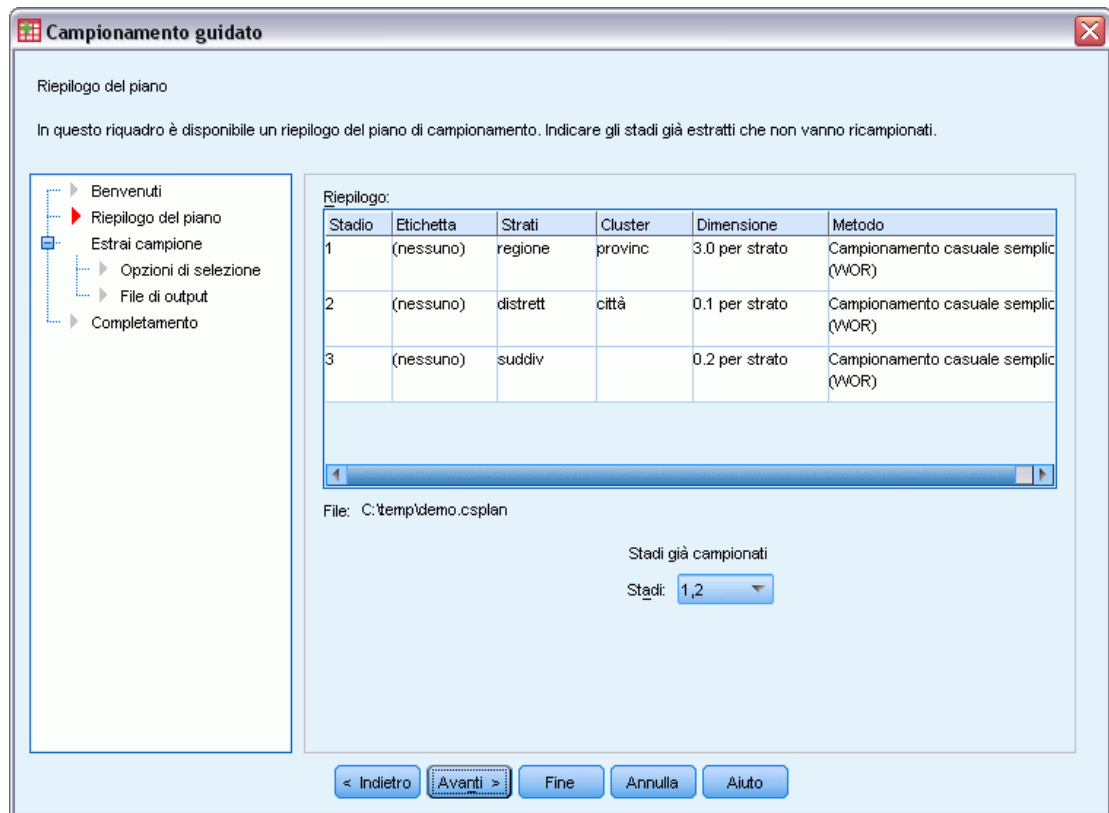 Campionamento guidato
Riepilogo del piano
In questo riquadro è disponibile un riepilogo del piano di campionamento. Indicare gli stadi già estratti che non vanno ricampionati.
Benvenuti
Riepilogo del piano
Estrai campione
Opzioni di selezione
File di output
Completamento
Riepilogo:
Stadio Etichetta Strati Cluster Dimensione Metodo
1 (nessuno) regione provinc 3.0 per strato Campionamento casuale semplic
(WOR)
2 (nessuno) distrett città 0.1 per strato Campionamento casuale semplic
(WOR)
3 (nessuno) suddiv 0.2 per strato Campionamento casuale semplic
(WOR)
File: C:\temp\demo.csplan
Stadi già campionati
Stadi: 1,2
< Indietro Avanti > Fine Annulla Aiuto